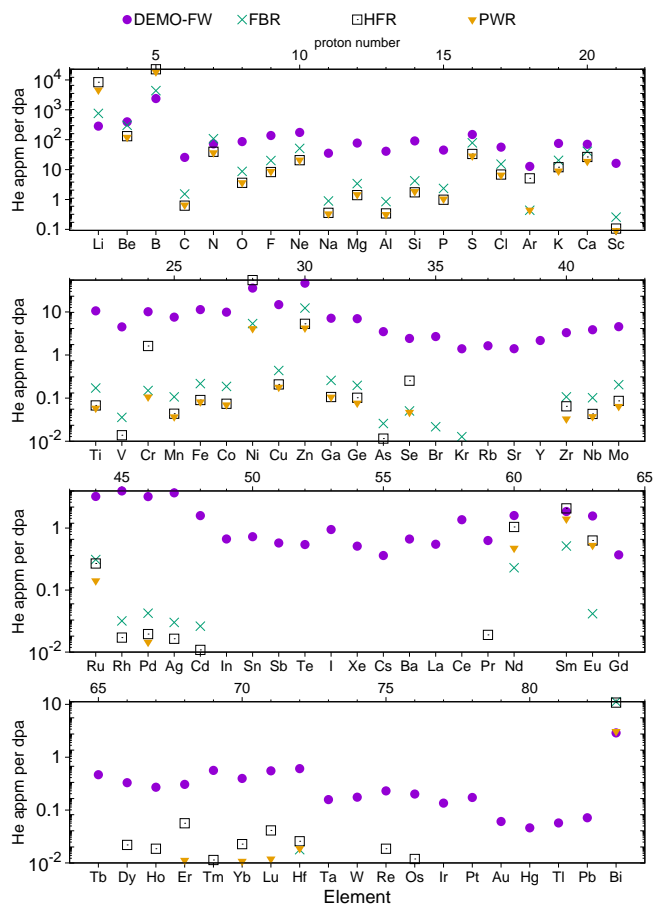 DEMO-FW FBR HFR PWR
proton number
5 10 15 20
He appm per dpa
10^4
10^3
10^2
10
1
0.1
Li Be B C N O F Ne Na Mg Al Si P S Cl Ar K Ca Sc
25 30 35 40
He appm per dpa
10
1
0.1
10^-2
Ti V Cr Mn Fe Co Ni Cu Zn Ga Ge As Se Br Kr Rb Sr Y Zr Nb Mo
45 50 55 60 65
He appm per dpa
1
0.1
10^-2
Ru Rh Pd Ag Cd In Sn Sb Te I Xe Cs Ba La Ce Pr Nd Sm Eu Gd
65 70 75 80
He appm per dpa
10
1
0.1
10^-2
Tb Dy Ho Er Tm Yb Lu Hf Ta W Re Os Ir Pt Au Hg Tl Pb Bi
Element